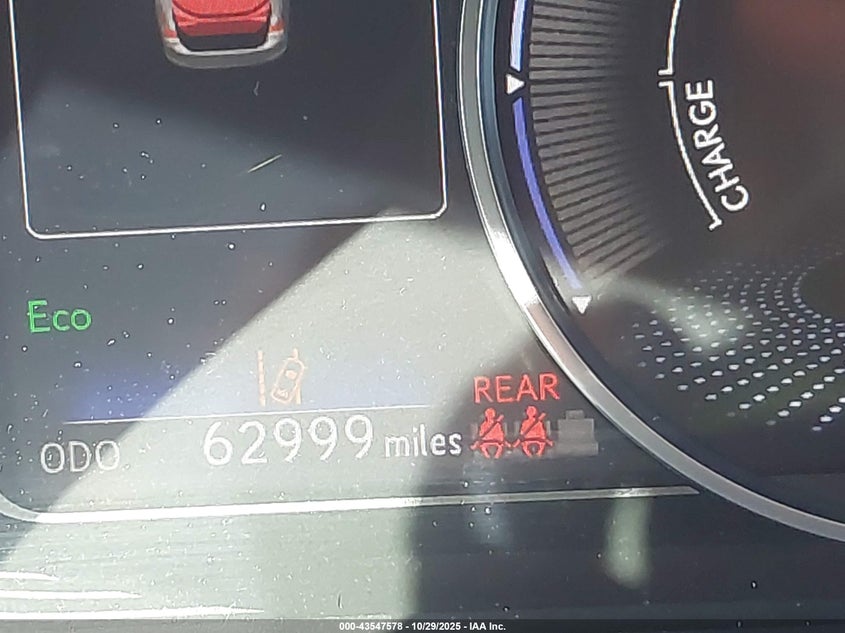 CHARGE
Eco
REAR
ODO 62999 miles
000-43547578 - 10/29/2025 - IAA Inc.